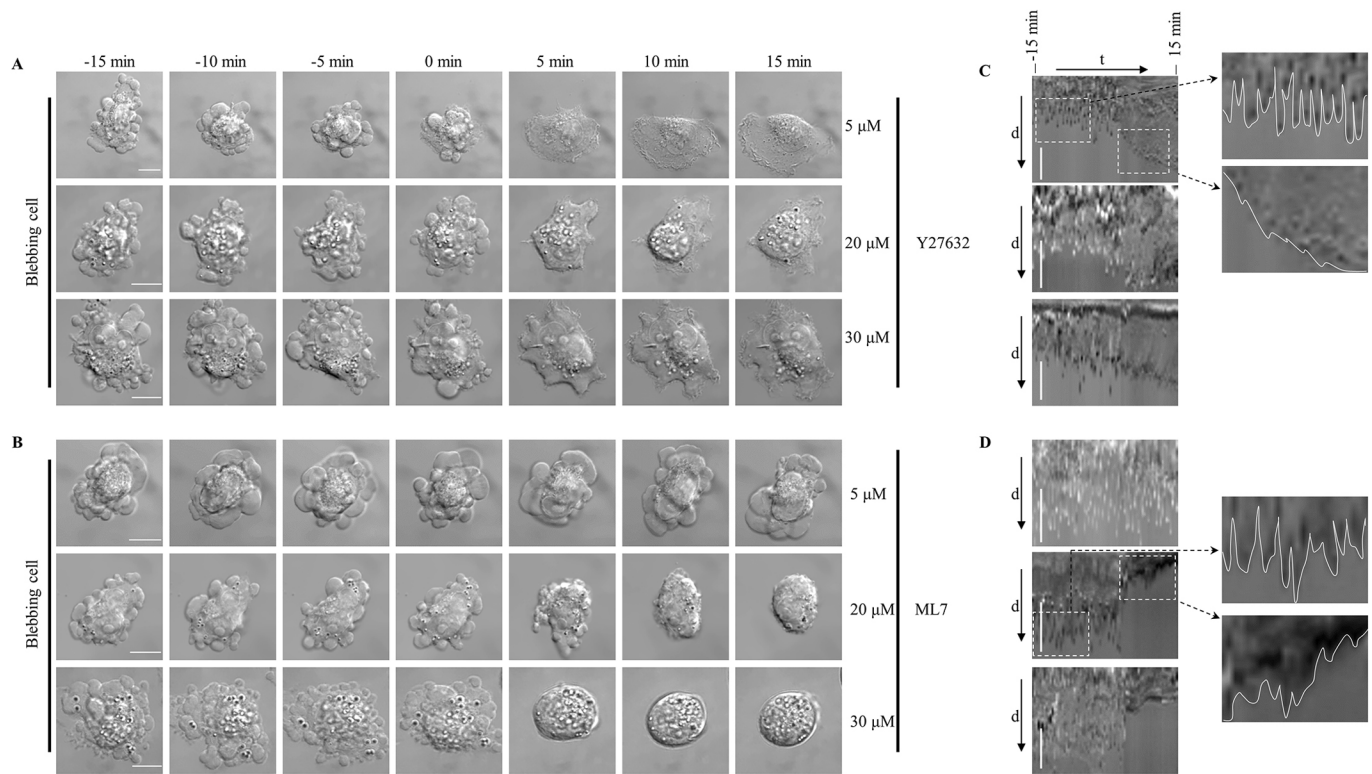 A
-15 min -10 min -5 min 0 min 5 min 10 min 15 min
Blebbing cell
5 µM
20 µM
30 µM
Y27632
B
Blebbing cell
5 µM
20 µM
30 µM
ML7
C
-15 min
15 min
t
d
d
d
D
d
d
d